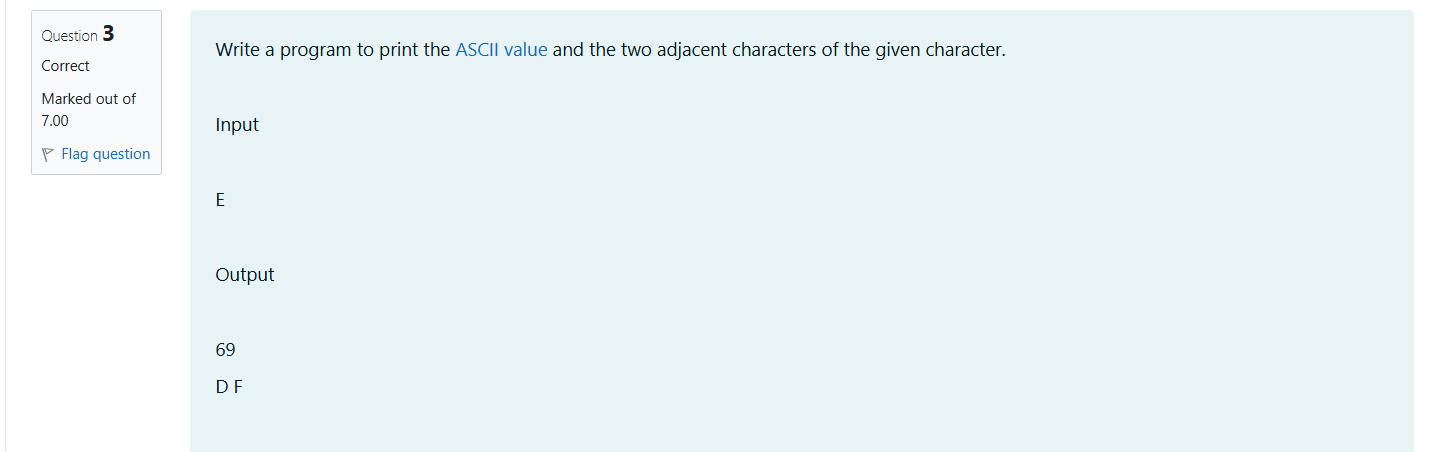 Question 3
Correct
Marked out of
7.00
Flag question
Write a program to print the ASCII value and the two adjacent characters of the given character.
Input
E
Output
69
D F